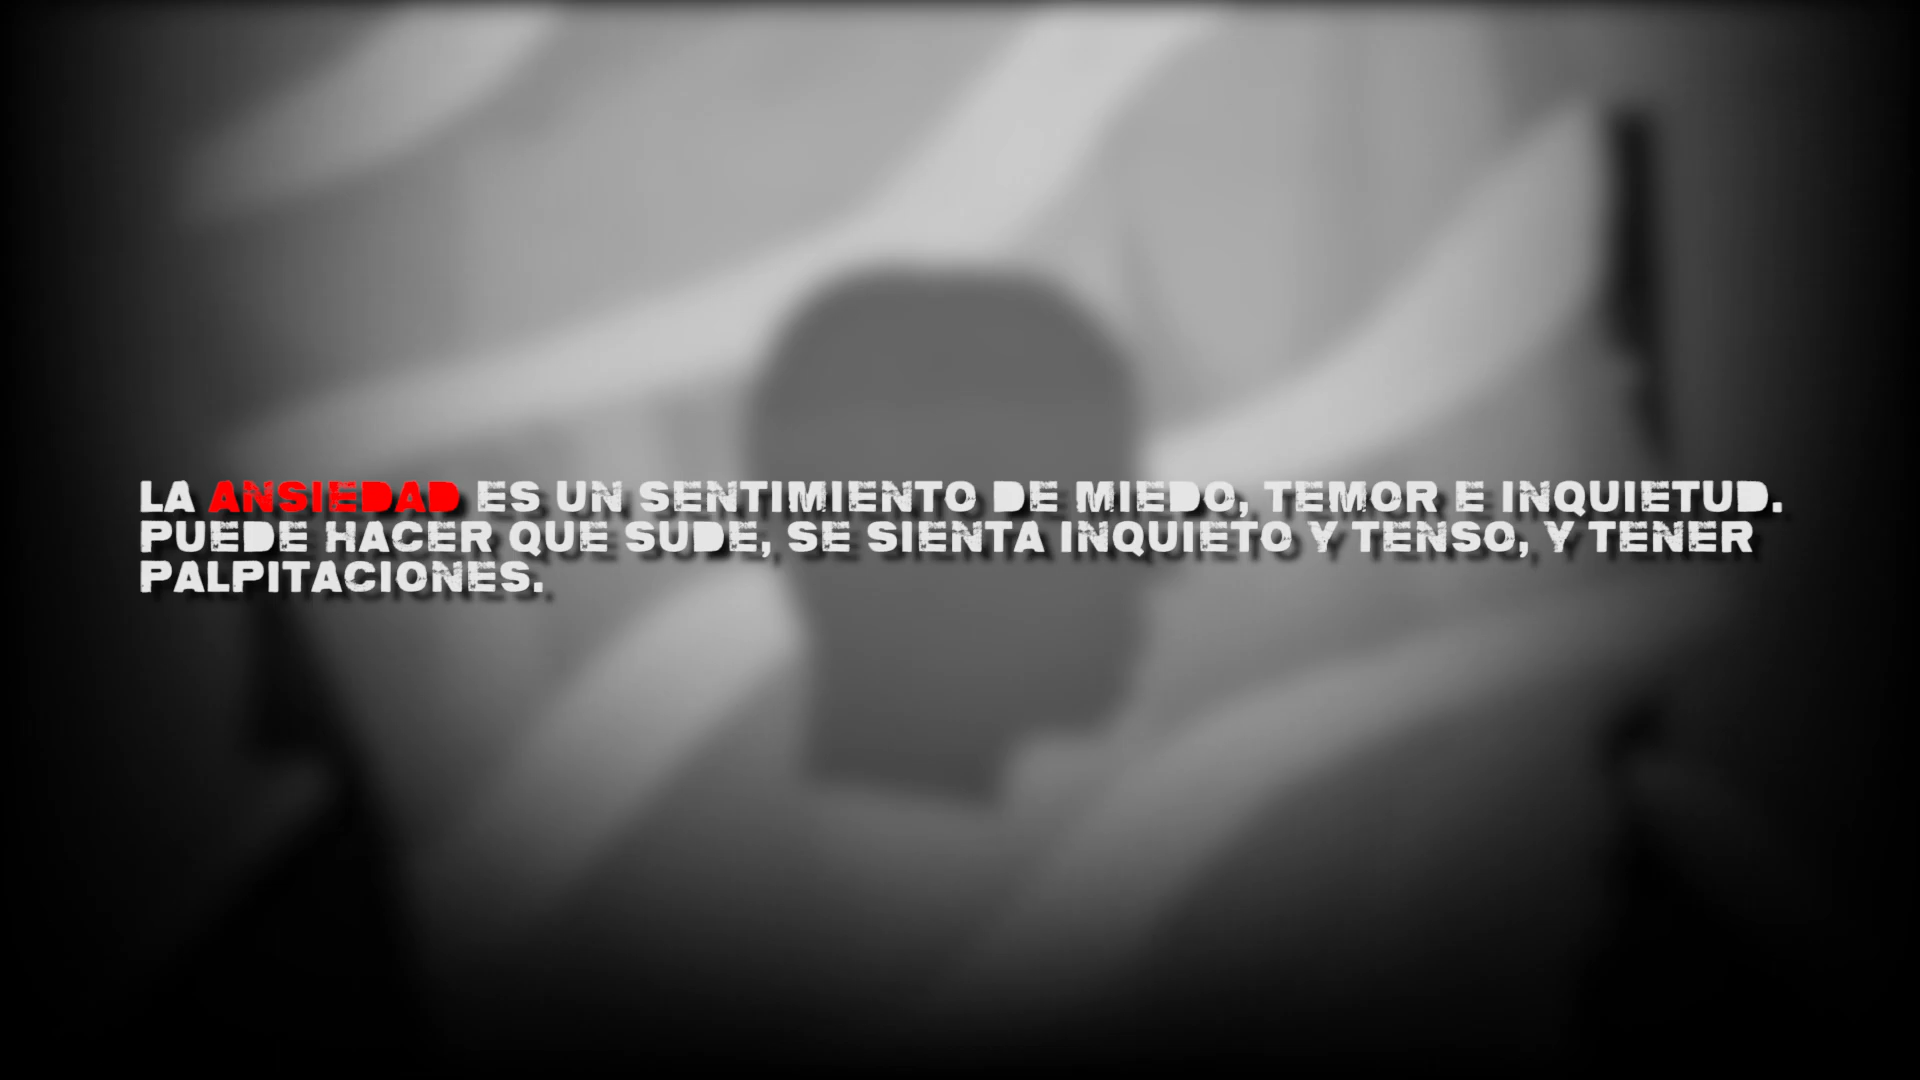 LA ANSIEDAD ES UN SENTIMIENTO DE MIEDO, TEMOR E INQUIETUD.
PUEDE HACER QUE SUDE, SE SIENTA INQUIETO Y TENSO, Y TENER
PALPITACIONES.